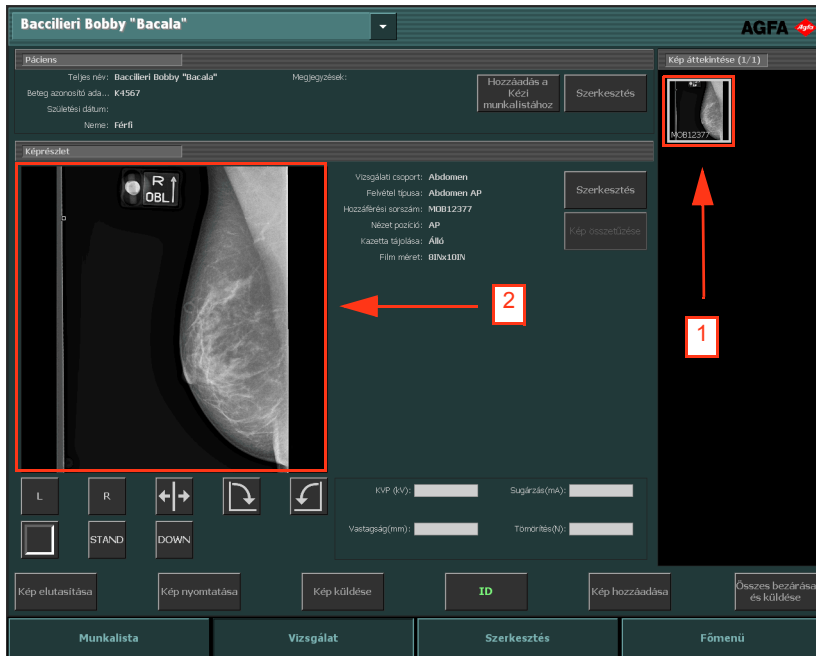 Baccilieri Bobby "Bacala"
AGFA Agfa
Páciens
Teljes név: Baccilieri Bobby "Bacala"
Megjegyzések:
Beteg azonosító ada... K4567
Születési dátum:
Neme: Férfi
Hozzáadás a
Kézi
munkalistához
Szerkesztés
Kép áttekintése (1/1)
MOB12377
1
Képrészlet
R
OBL
2
Vizsgálati csoport: Abdomen
Felvétel típusa: Abdomen AP
Hozzáférési sorszám: MOB12377
Nézet pozíció: AP
Kazetta tájolása: Álló
Film méret: 8INx10IN
Szerkesztés
Kép összetűzése
L
R
STAND
DOWN
KVP (kV):
Sugárzás(mA):
Vastagság(mm):
Tömörítés(N):
Kép elutasítása
Kép nyomtatása
Kép küldése
ID
Kép hozzáadása
Összes bezárása
és küldése
Munkalista
Vizsgálat
Szerkesztés
Főmenü